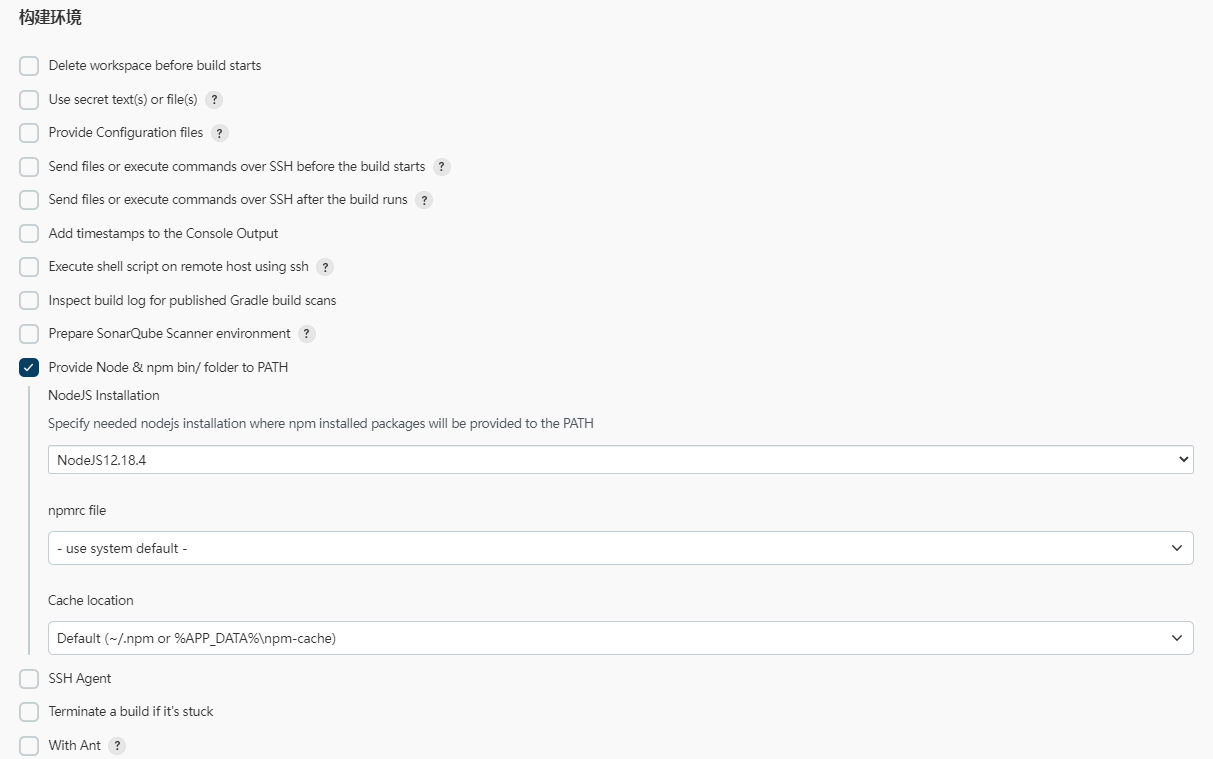 构建环境
Delete workspace before build starts
Use secret text(s) or file(s) ?
Provide Configuration files ?
Send files or execute commands over SSH before the build starts ?
Send files or execute commands over SSH after the build runs ?
Add timestamps to the Console Output
Execute shell script on remote host using ssh ?
Inspect build log for published Gradle build scans
Prepare SonarQube Scanner environment ?
Provide Node & npm bin/ folder to PATH
NodeJS Installation
Specify needed nodejs installation where npm installed packages will be provided to the PATH
NodeJS12.18.4
npmrc file
- use system default -
Cache location
Default (~/.npm or %APP_DATA%\npm-cache)
SSH Agent
Terminate a build if it's stuck
With Ant ?